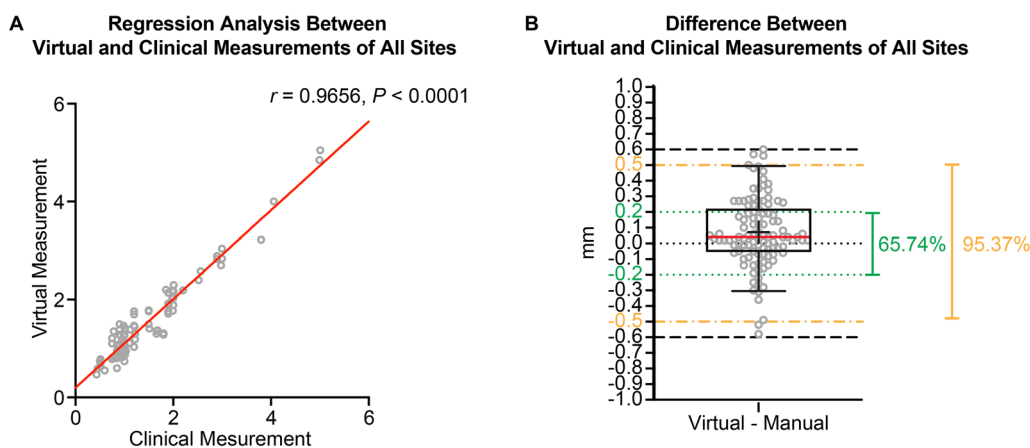 A
Regression Analysis Between
Virtual and Clinical Measurements of All Sites
r = 0.9656, P < 0.0001
6
4
2
0
Virtual Measurement
0 2 4 6
Clinical Mesurement
B
Difference Between
Virtual and Clinical Measurements of All Sites
1.0
0.9
0.8
0.7
0.6
0.5
0.4
0.3
0.2
0.1
0.0
-0.1
-0.2
-0.3
-0.4
-0.5
-0.6
-0.7
-0.8
-0.9
-1.0
mm
65.74%
95.37%
Virtual - Manual